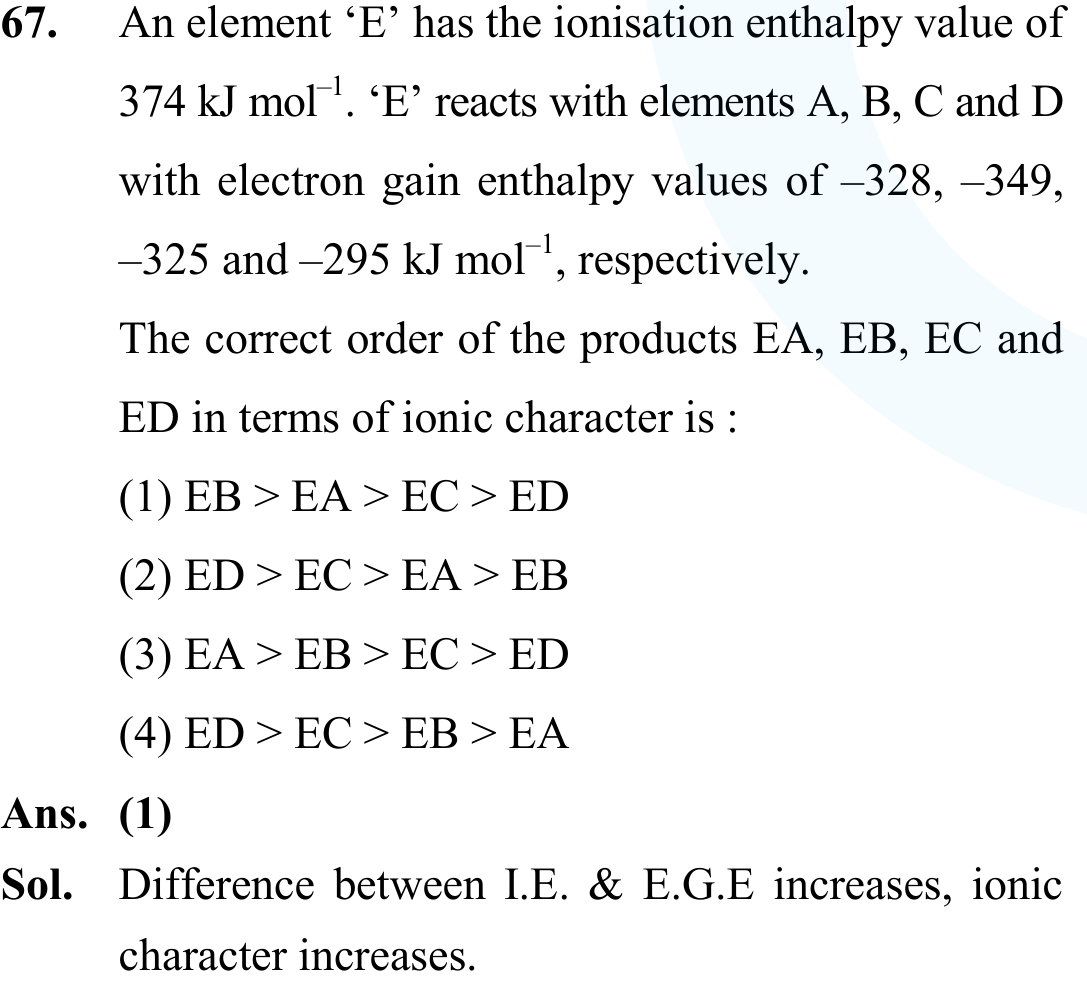 67. An element ‘E’ has the ionisation enthalpy value of
374 kJ mol⁻¹. ‘E’ reacts with elements A, B, C and D
with electron gain enthalpy values of –328, –349,
–325 and –295 kJ mol⁻¹, respectively.
The correct order of the products EA, EB, EC and
ED in terms of ionic character is :
(1) EB > EA > EC > ED
(2) ED > EC > EA > EB
(3) EA > EB > EC > ED
(4) ED > EC > EB > EA
Ans. (1)
Sol. Difference between I.E. & E.G.E increases, ionic
character increases.